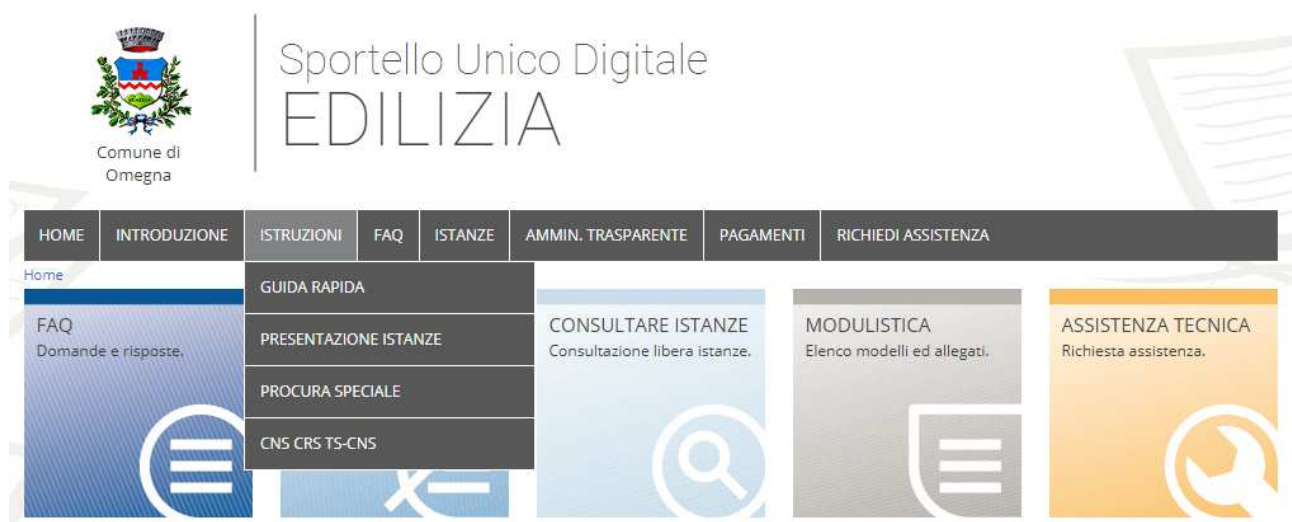 Sportello Unico Digitale
EDILIZIA
Comune di
Omegna
HOME INTRODUZIONE ISTRUZIONI FAQ ISTANZE AMMIN. TRASPARENTE PAGAMENTI RICHIEDI ASSISTENZA
Home
GUIDA RAPIDA
PRESENTAZIONE ISTANZE
PROCURA SPECIALE
CNS CRS TS-CNS
FAQ
Domande e risposte.
CONSULTARE ISTANZE
Consultazione libera istanze.
MODULISTICA
Elenco modelli ed allegati.
ASSISTENZA TECNICA
Richiesta assistenza.